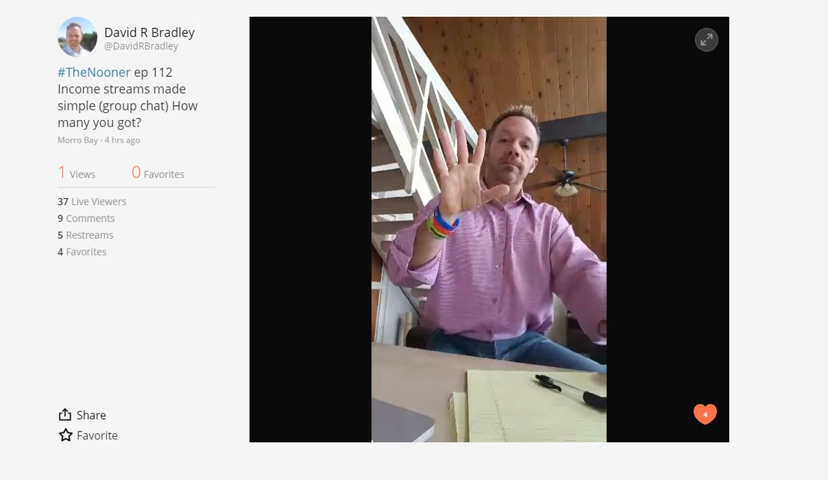 David R Bradley
@DavidRBradley
#TheNooner ep 112
Income streams made
simple (group chat) How
many you got?
Morro Bay - 4 hrs ago
1 Views 0 Favorites
37 Live Viewers
9 Comments
5 Restreams
4 Favorites
Share
Favorite
4